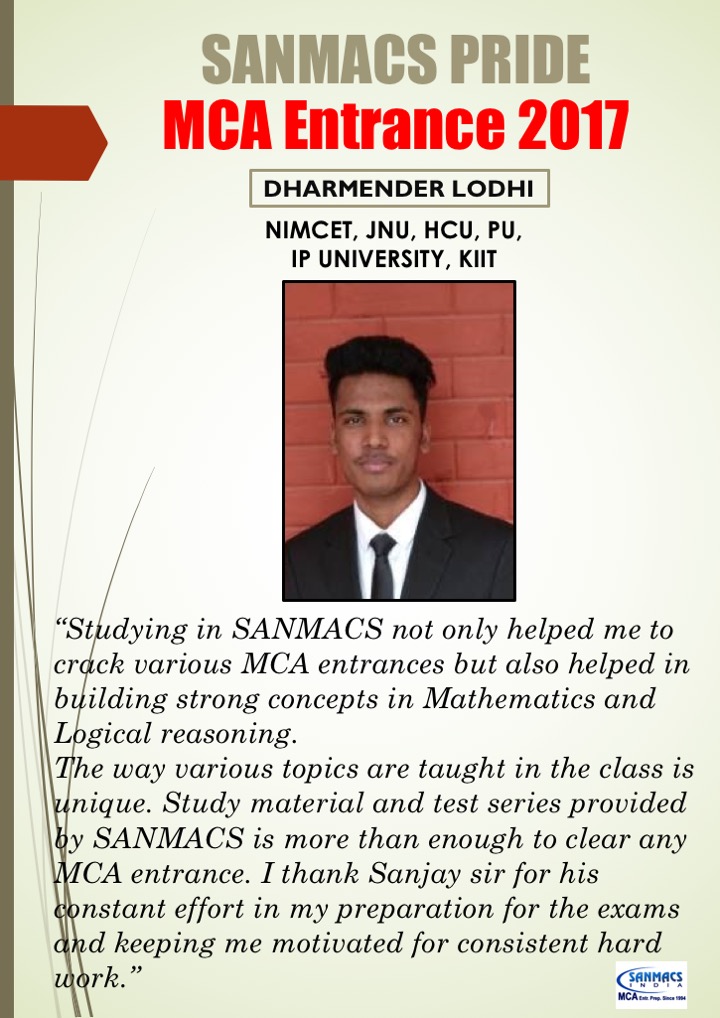 SANMACS PRIDE
MCA Entrance 2017
DHARMENDER LODHI
NIMCET, JNU, HCU, PU,
IP UNIVERSITY, KIIT
“Studying in SANMACS not only helped me to
crack various MCA entrances but also helped in
building strong concepts in Mathematics and
Logical reasoning.
The way various topics are taught in the class is
unique. Study material and test series provided
by SANMACS is more than enough to clear any
MCA entrance. I thank Sanjay sir for his
constant effort in my preparation for the exams
and keeping me motivated for consistent hard
work.”
SANMACS
INDIA
MCA Entr. Prep. Since 1994